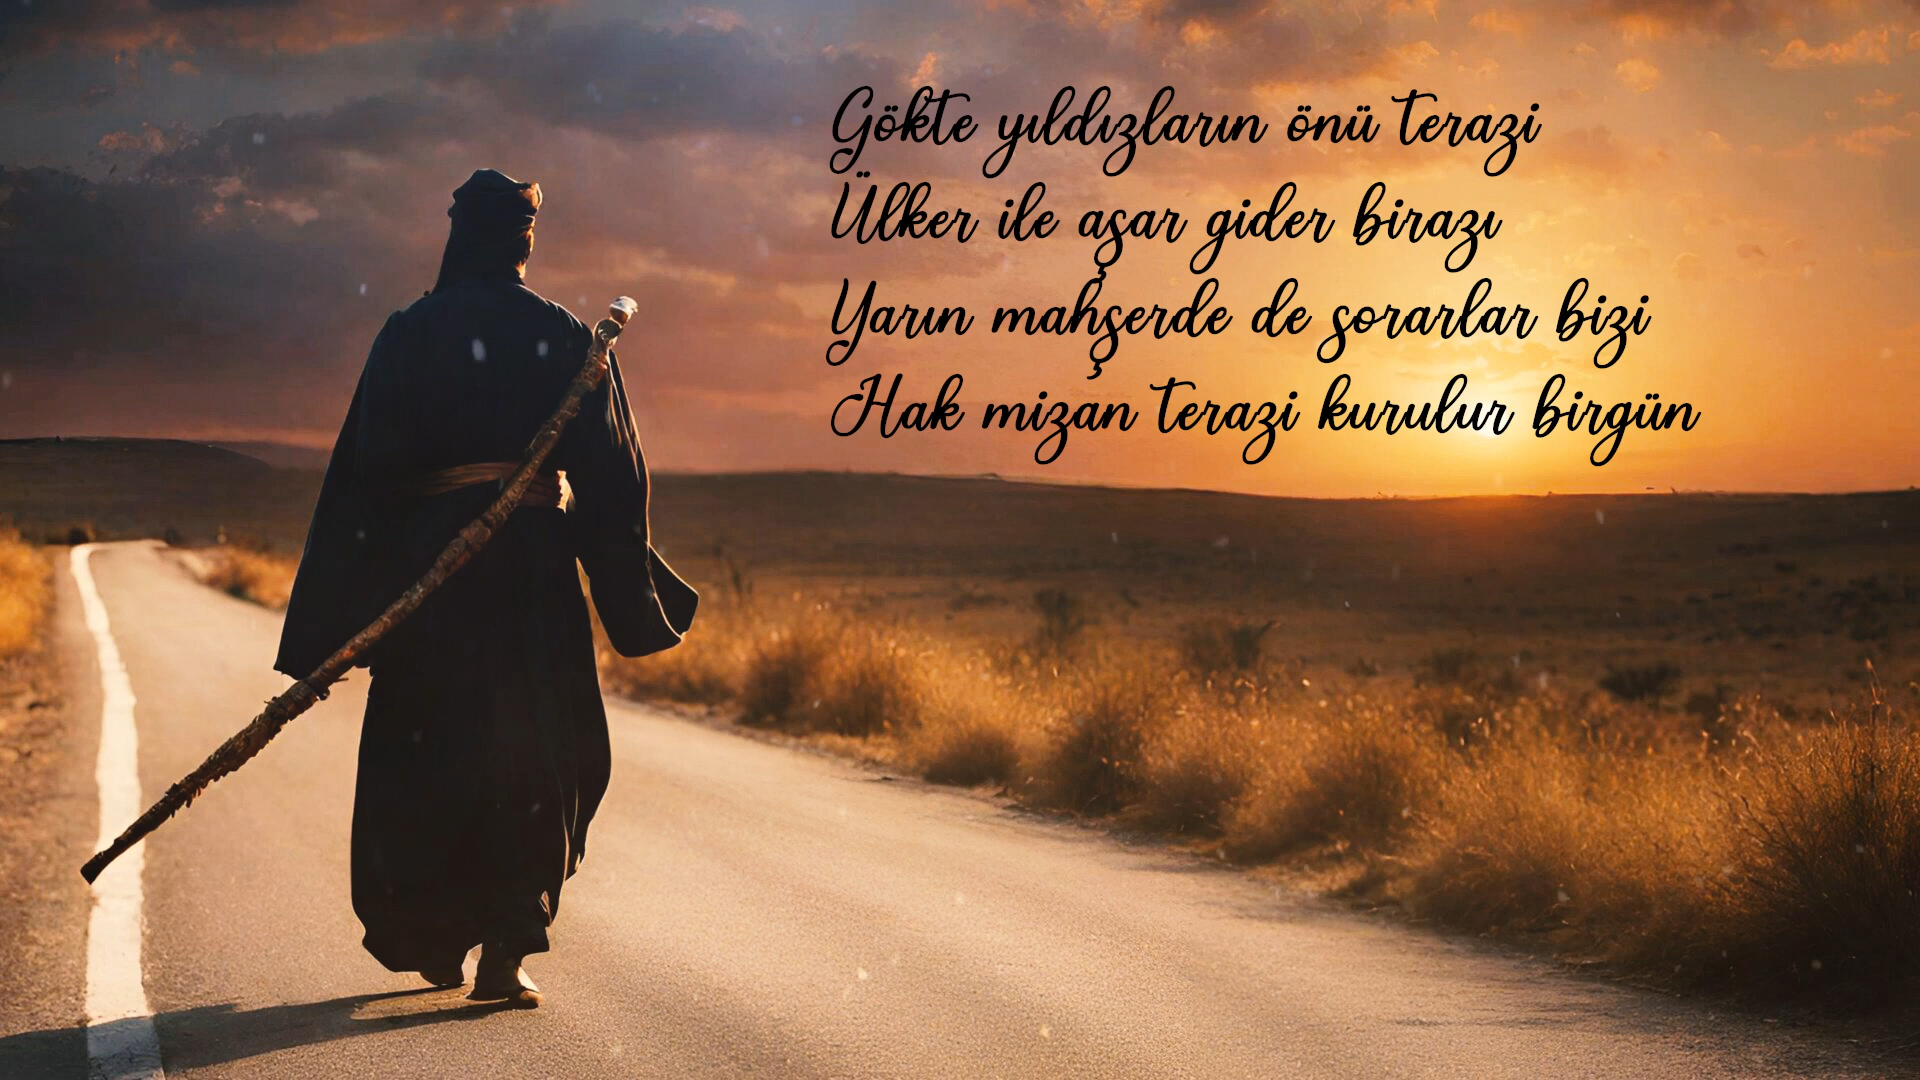 Gökte yıldızların önü terazi
Ülker ile aşar gider birazı
Yarın mahşerde de sorarlar bizi
Hak mizan terazi kurulur birgün